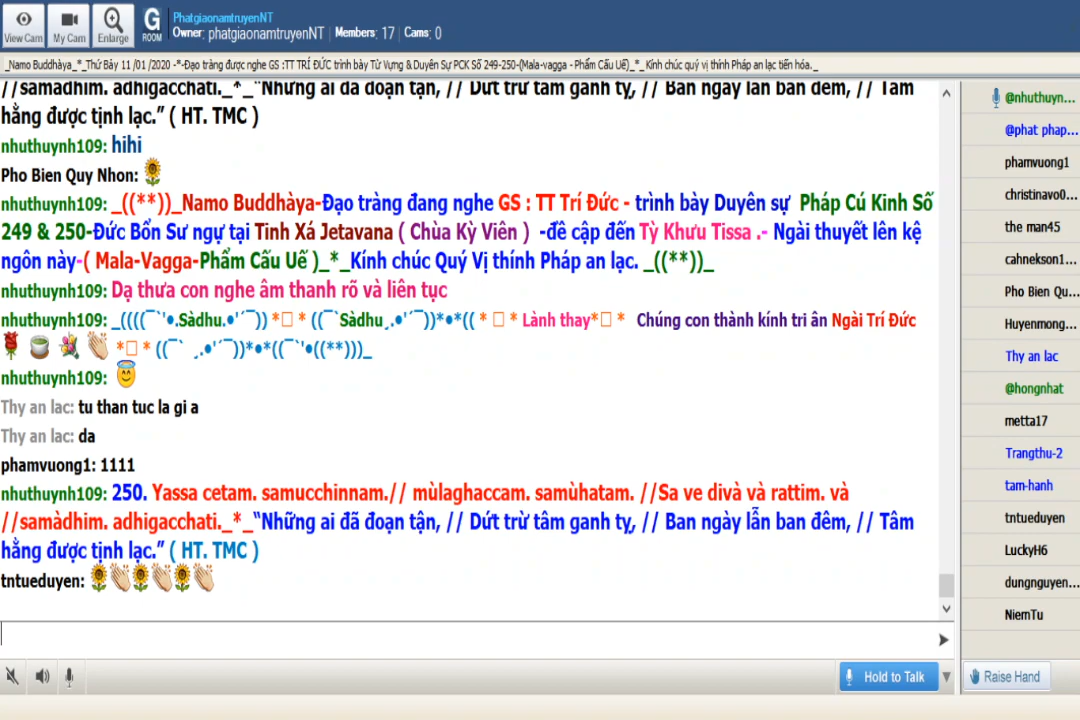 View Cam
My Cam
Enlarge
G
ROOM
PhatgiaonamtruyenNT
Owner: phatgiaonamtruyenNT | Members: 17 | Cams: 0
_Namo Buddhàya_*_Thứ Bảy 11 /01 /2020 -*-Đạo tràng được nghe GS :TT TRÍ ĐỨC trình bày Từ Vựng & Duyên Sự PCK Số 249-250-(Mala-vagga - Phẩm Cấu Uế)_*_Kính chúc quý vị thính Pháp an lạc tiến hóa._
//samàdhim. adhigacchati._*_“Những ai đã đoạn tận, // Dứt trừ tâm ganh tỵ, // Ban ngày lẫn ban đêm, // Tâm
hằng được tịnh lạc.” ( HT. TMC )
nhuthuynh109: hihi
Pho Bien Quy Nhon:
nhuthuynh109: _((**))_Namo Buddhàya-Đạo tràng đang nghe GS : TT Trí Đức - trình bày Duyên sự Pháp Cú Kinh Số
249 & 250-Đức Bổn Sư ngự tại Tinh Xá Jetavana ( Chùa Kỳ Viên ) -đề cập đến Tỳ Khưu Tissa .- Ngài thuyết lên kệ
ngôn này-( Mala-Vagga-Phẩm Cấu Uế )_*_Kính chúc Quý Vị thính Pháp an lạc. _((**))_
nhuthuynh109: Dạ thưa con nghe âm thanh rõ và liên tục
nhuthuynh109: _((((¯`'•.Sàdhu.•'´¯)) *□ * ((¯`Sàdhu¸.•'´¯))*•*(( * □ * Lành thay*□ * Chúng con thành kính tri ân Ngài Trí Đức
*□ * ((¯` ¸.•'´¯))*•*((¯`'•((**)))_
nhuthuynh109:
Thy an lac: tu than tuc la gi a
Thy an lac: da
phamvuong1: 1111
nhuthuynh109: 250. Yassa cetam. samucchinnam.// mùlaghaccam. samùhatam. //Sa ve divà và rattim. và
//samàdhim. adhigacchati._*_“Những ai đã đoạn tận, // Dứt trừ tâm ganh tỵ, // Ban ngày lẫn ban đêm, // Tâm
hằng được tịnh lạc.” ( HT. TMC )
tntueduyen:
Hold to Talk
@nhuthuyn...
@phat phap...
phamvuong1
christinavo0...
the man45
cahnekson1...
Pho Bien Qu...
Huyenmong...
Thy an lac
@hongnhat
metta17
Trangthu-2
tam-hanh
tntueduyen
LuckyH6
dungnguyen...
NiemTu
Raise Hand